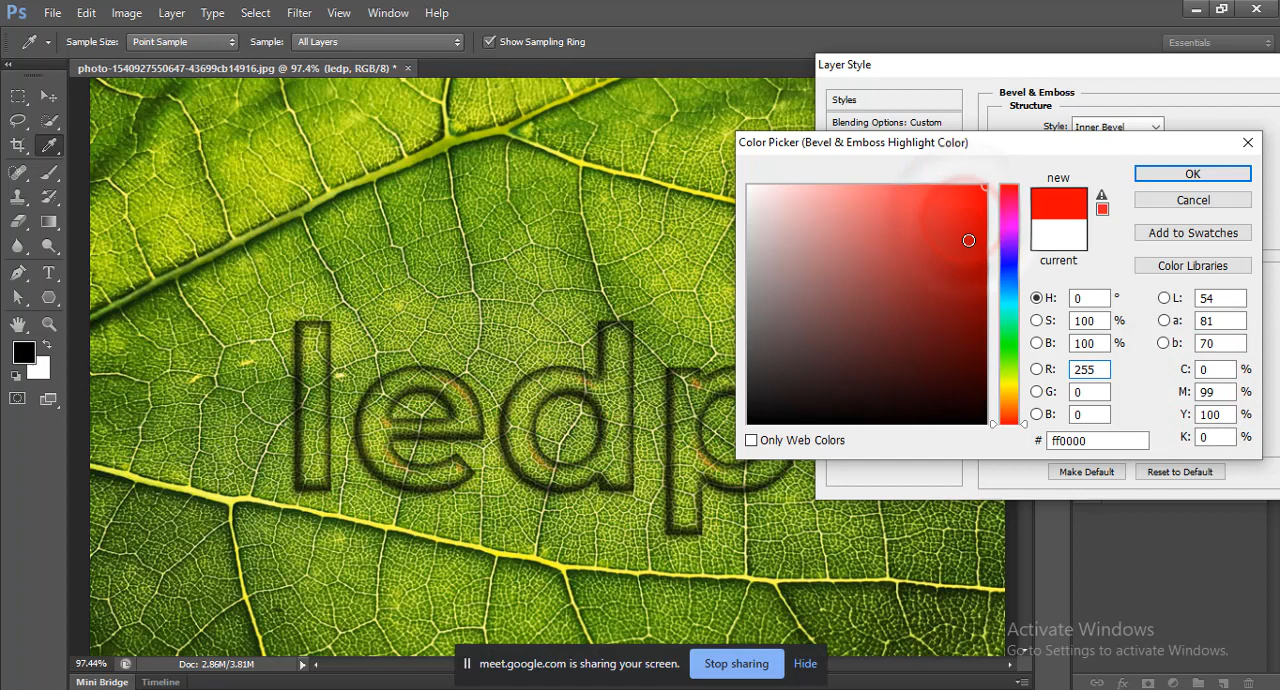 Ps File Edit Image Layer Type Select Filter View Window Help
Sample Size: Point Sample Sample: All Layers Show Sampling Ring Essentials
photo-1540927550647-43699cb14916.jpg @ 97.4% (ledp, RGB/8) * ×
Layer Style
Styles
Blending Options: Custom
Bevel & Emboss
Structure
Style: Inner Bevel
Color Picker (Bevel & Emboss Highlight Color)
new
current
OK
Cancel
Add to Swatches
Color Libraries
H: 0 °
S: 100 %
B: 100 %
R: 255
G: 0
B: 0
L: 54
a: 81
b: 70
C: 0 %
M: 99 %
Y: 100 %
K: 0 %
# ff0000
Only Web Colors
Make Default Reset to Default
ledp
Activate Windows
Go to Settings to activate Windows.
97.44% Doc: 2.86M/3.81M
meet.google.com is sharing your screen. Stop sharing Hide
Mini Bridge Timeline
fx